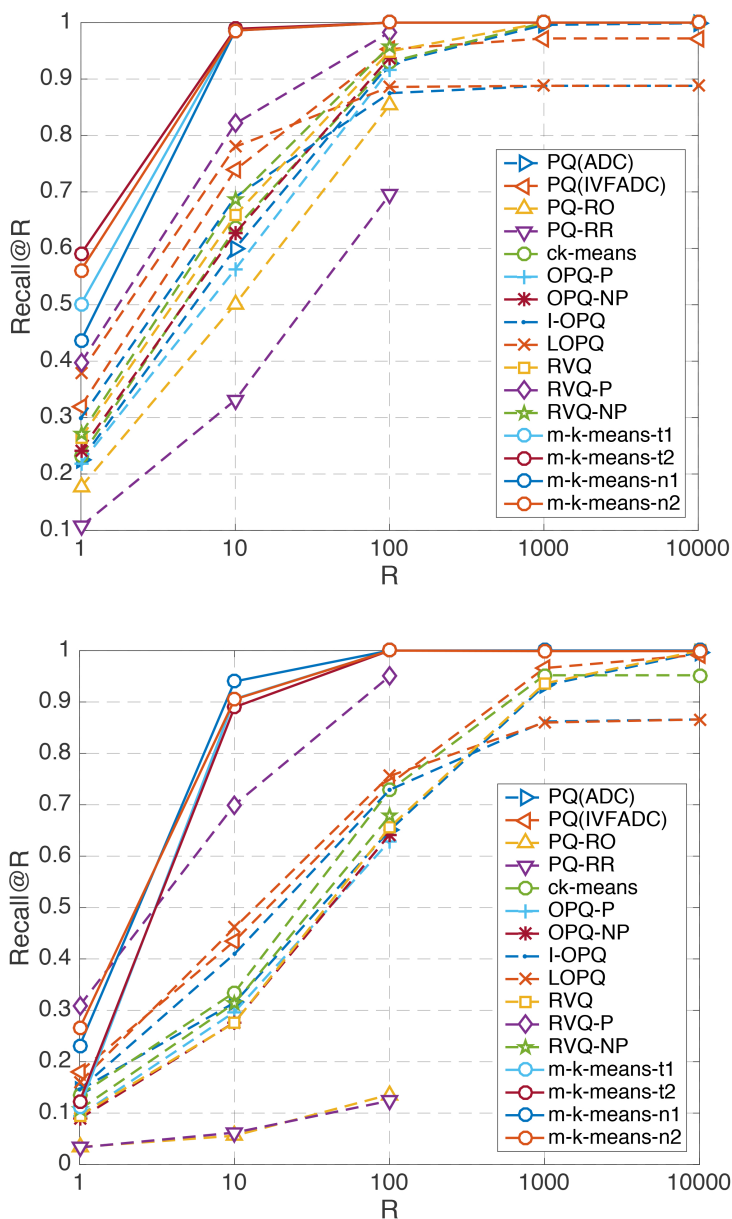 1
0.9
0.8
0.7
0.6
0.5
0.4
0.3
0.2
0.1
Recall@R
1
10
100
1000
10000
R
PQ(ADC)
PQ(IVFADC)
PQ-RO
PQ-RR
ck-means
OPQ-P
OPQ-NP
I-OPQ
LOPQ
RVQ
RVQ-P
RVQ-NP
m-k-means-t1
m-k-means-t2
m-k-means-n1
m-k-means-n2
1
0.9
0.8
0.7
0.6
0.5
0.4
0.3
0.2
0.1
0
Recall@R
1
10
100
1000
10000
R
PQ(ADC)
PQ(IVFADC)
PQ-RO
PQ-RR
ck-means
OPQ-P
OPQ-NP
I-OPQ
LOPQ
RVQ
RVQ-P
RVQ-NP
m-k-means-t1
m-k-means-t2
m-k-means-n1
m-k-means-n2